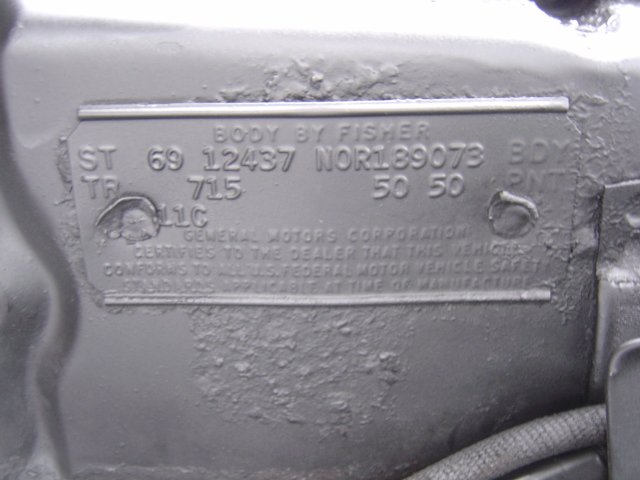 BODY BY FISHER
ST 69 12437 NOR189073 BDY
TR 715 50 50 PNT
11C
GENERAL MOTORS CORPORATION
CERTIFIES TO THE DEALER THAT THIS VEHICLE
CONFORMS TO ALL U.S. FEDERAL MOTOR VEHICLE SAFETY
STANDARDS APPLICABLE AT TIME OF MANUFACTURE